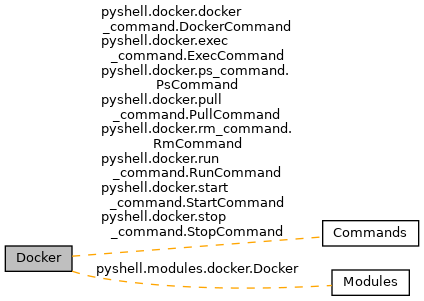 pyshell.docker.docker
_command.DockerCommand
pyshell.docker.exec
_command.ExecCommand
pyshell.docker.ps_command.
PsCommand
pyshell.docker.pull
_command.PullCommand
pyshell.docker.rm_command.
RmCommand
pyshell.docker.run
_command.RunCommand
pyshell.docker.start
_command.StartCommand
pyshell.docker.stop
_command.StopCommand
Commands
Docker
pyshell.modules.docker.Docker
Modules